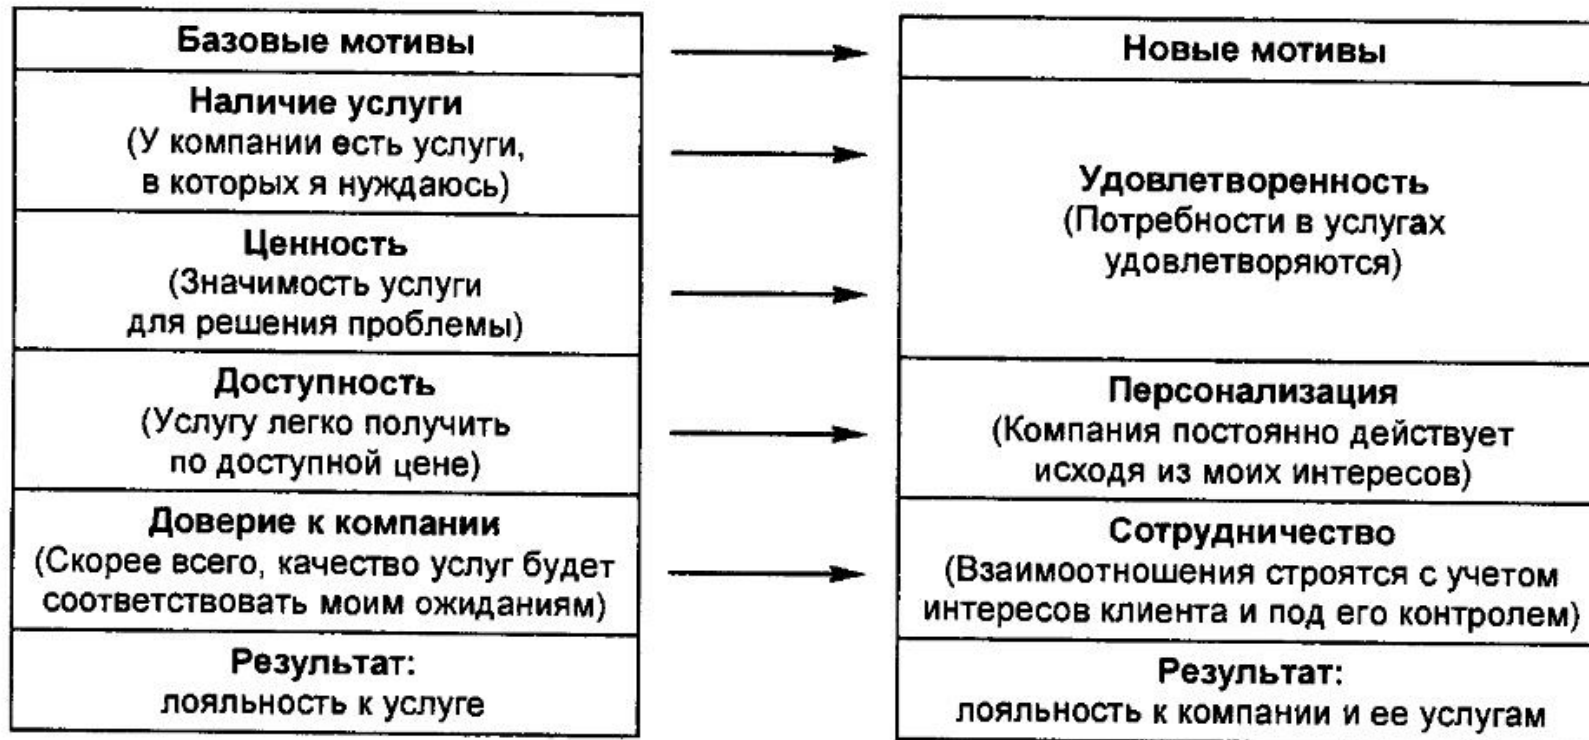 Базовые мотивы
Наличие услуги
(У компании есть услуги,
в которых я нуждаюсь)
Ценность
(Значимость услуги
для решения проблемы)
Доступность
(Услугу легко получить
по доступной цене)
Доверие к компании
(Скорее всего, качество услуг будет
соответствовать моим ожиданиям)
Результат:
лояльность к услуге
Новые мотивы
Удовлетворенность
(Потребности в услугах
удовлетворяются)
Персонализация
(Компания постоянно действует
исходя из моих интересов)
Сотрудничество
(Взаимоотношения строятся с учетом
интересов клиента и под его контролем)
Результат:
лояльность к компании и ее услугам